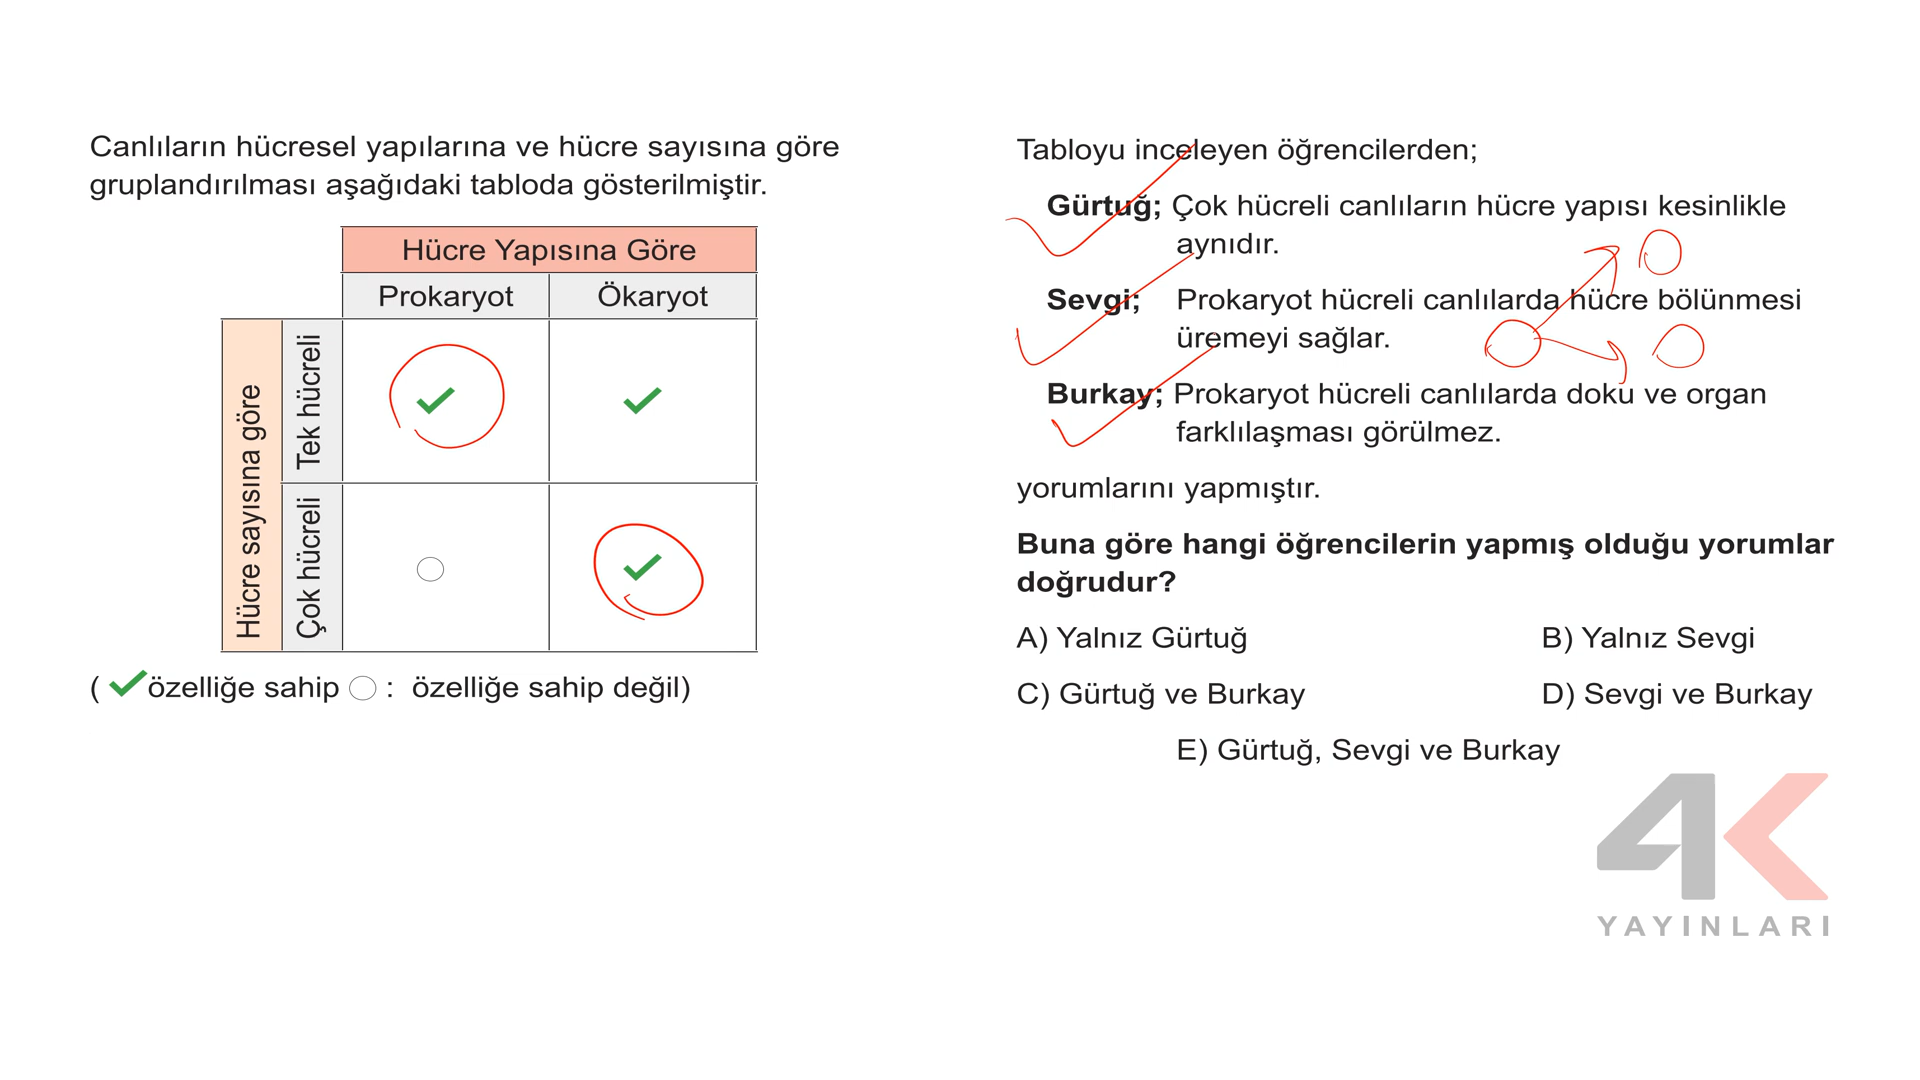 Canlıların hücresel yapılarına ve hücre sayısına göre
gruplandırılması aşağıdaki tabloda gösterilmiştir.
Hücre Yapısına Göre
Prokaryot
Ökaryot
Hücre sayısına göre
Tek hücreli
Çok hücreli
( özelliğe sahip : özelliğe sahip değil)
Tabloyu inceleyen öğrencilerden;
Gürtuğ; Çok hücreli canlıların hücre yapısı kesinlikle
aynıdır.
Sevgi; Prokaryot hücreli canlılarda hücre bölünmesi
üremeyi sağlar.
Burkay; Prokaryot hücreli canlılarda doku ve organ
farklılaşması görülmez.
yorumlarını yapmıştır.
Buna göre hangi öğrencilerin yapmış olduğu yorumlar
doğrudur?
A) Yalnız Gürtuğ
B) Yalnız Sevgi
C) Gürtuğ ve Burkay
D) Sevgi ve Burkay
E) Gürtuğ, Sevgi ve Burkay
4K
YAYINLARI